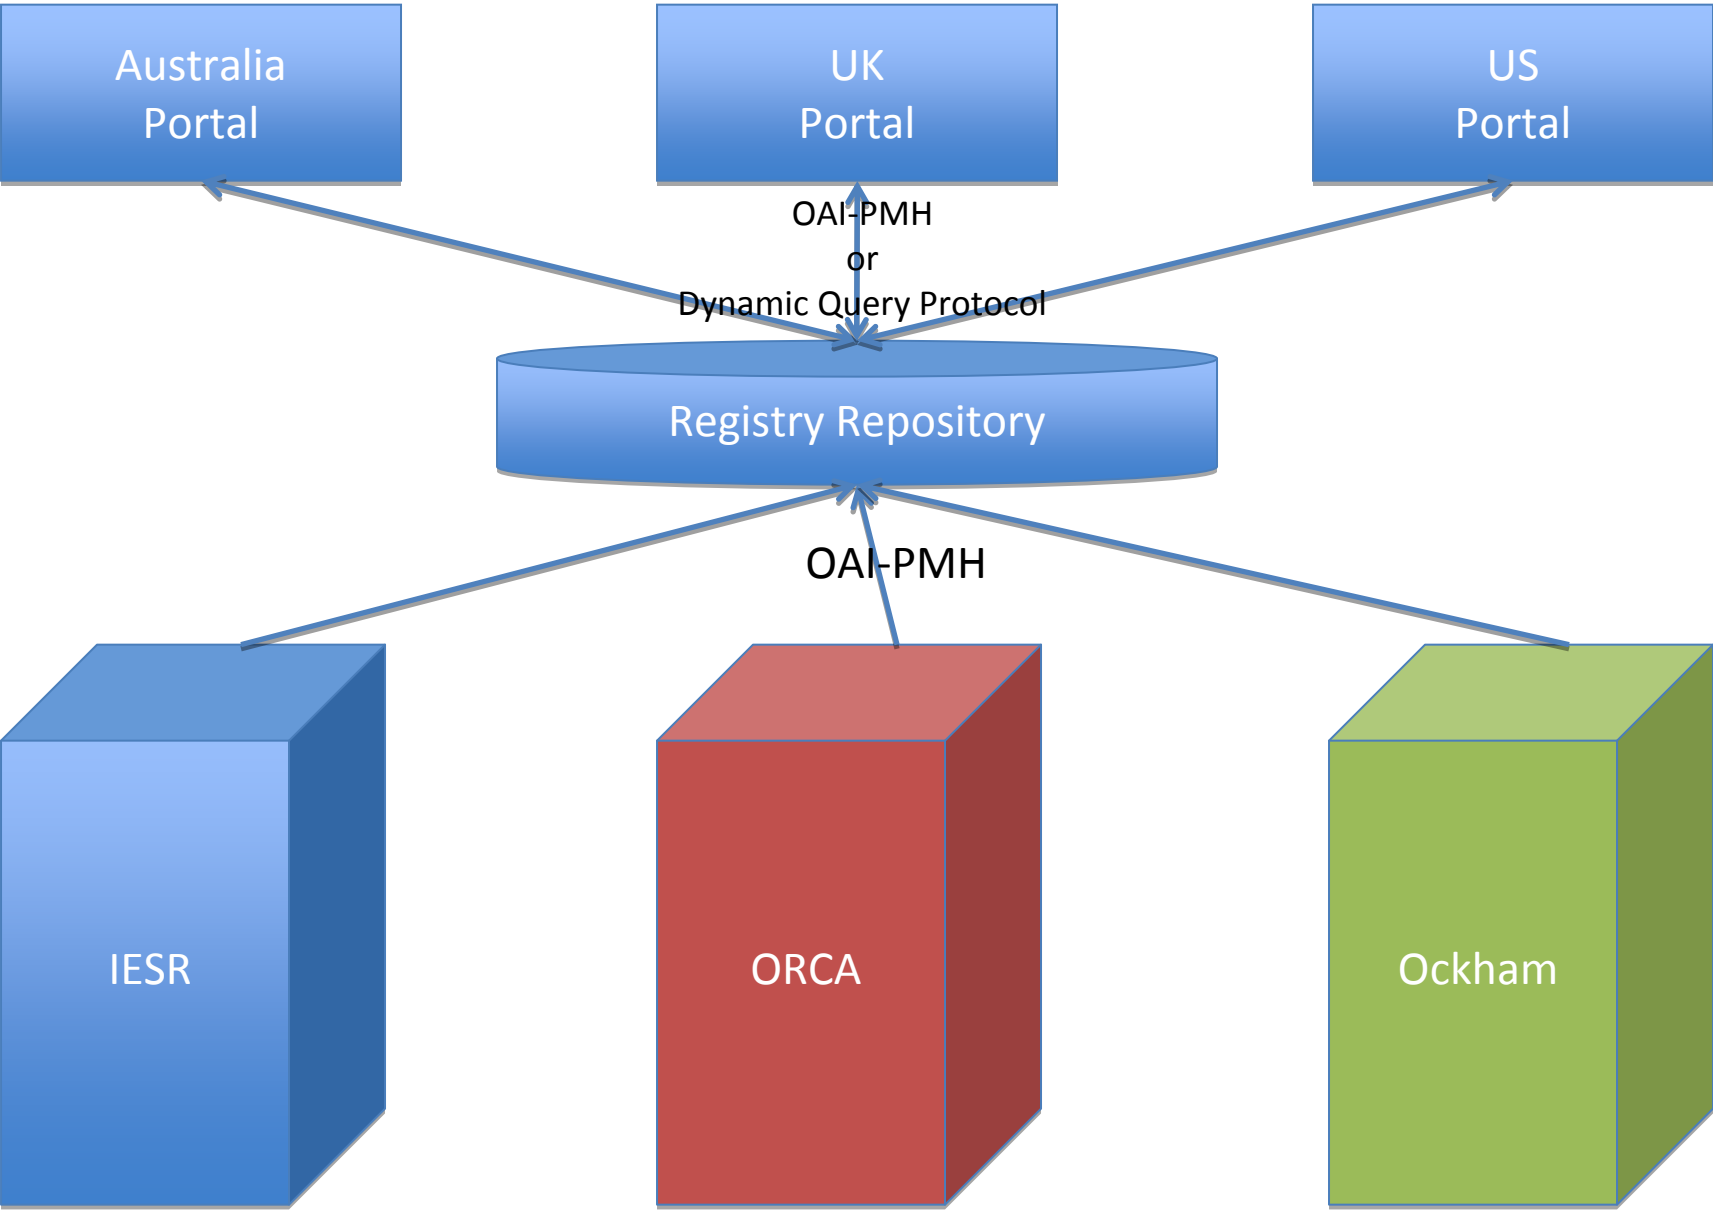 Australia
Portal
UK
Portal
US
Portal
OAI-PMH
or
Dynamic Query Protocol
Registry Repository
OAI-PMH
IESR
ORCA
Ockham